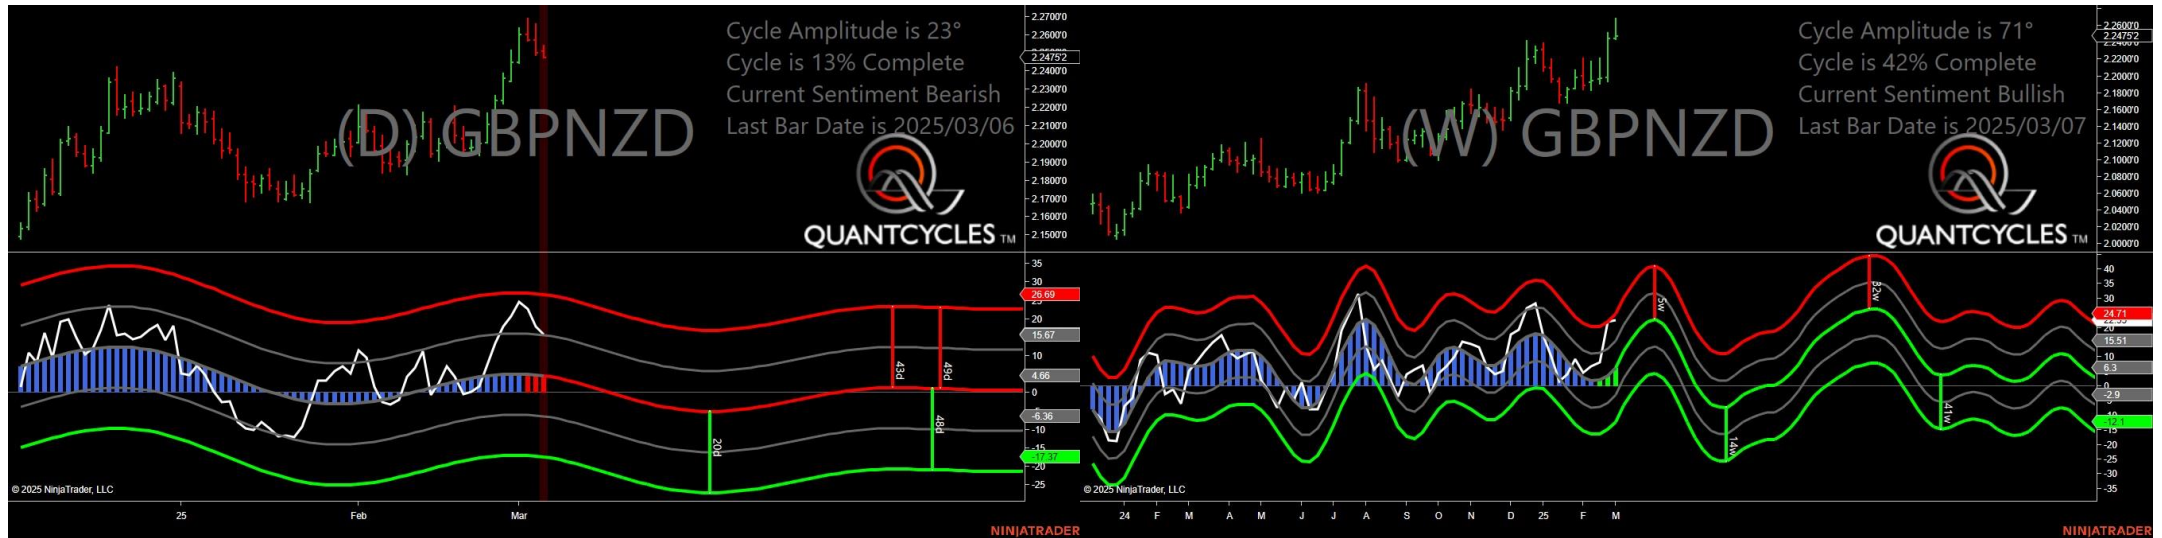 Cycle Amplitude is 23°
Cycle is 13% Complete
Current Sentiment Bearish
Last Bar Date is 2025/03/06
(D) GBPNZD
QUANTCYCLES TM
2.2700'0
2.2600'0
2.2475'2
2.2400'0
2.2300'0
2.2200'0
2.2100'0
2.2000'0
2.1900'0
2.1800'0
2.1700'0
2.1600'0
2.1500'0
35
30
26.69
20
15.67
10
4.66
0
-6.36
-10
-15
-17.37
-20
-25
43d
49d
48d
20d
© 2025 NinjaTrader, LLC
25 Feb Mar
NINJATRADER
Cycle Amplitude is 71°
Cycle is 42% Complete
Current Sentiment Bullish
Last Bar Date is 2025/03/07
(W) GBPNZD
QUANTCYCLES TM
2.2600'0
2.2475'2
2.2200'0
2.2000'0
2.1800'0
2.1600'0
2.1400'0
2.1200'0
2.1000'0
2.0800'0
2.0600'0
2.0400'0
2.0200'0
2.0000'0
40
35
30
24.71
20
15.51
10
6.3
0
-2.9
-12.1
-15
-20
-25
-30
-35
5w
32w
14w
41w
© 2025 NinjaTrader, LLC
24 F M A M J J A S O N D 25 F M
NINJATRADER